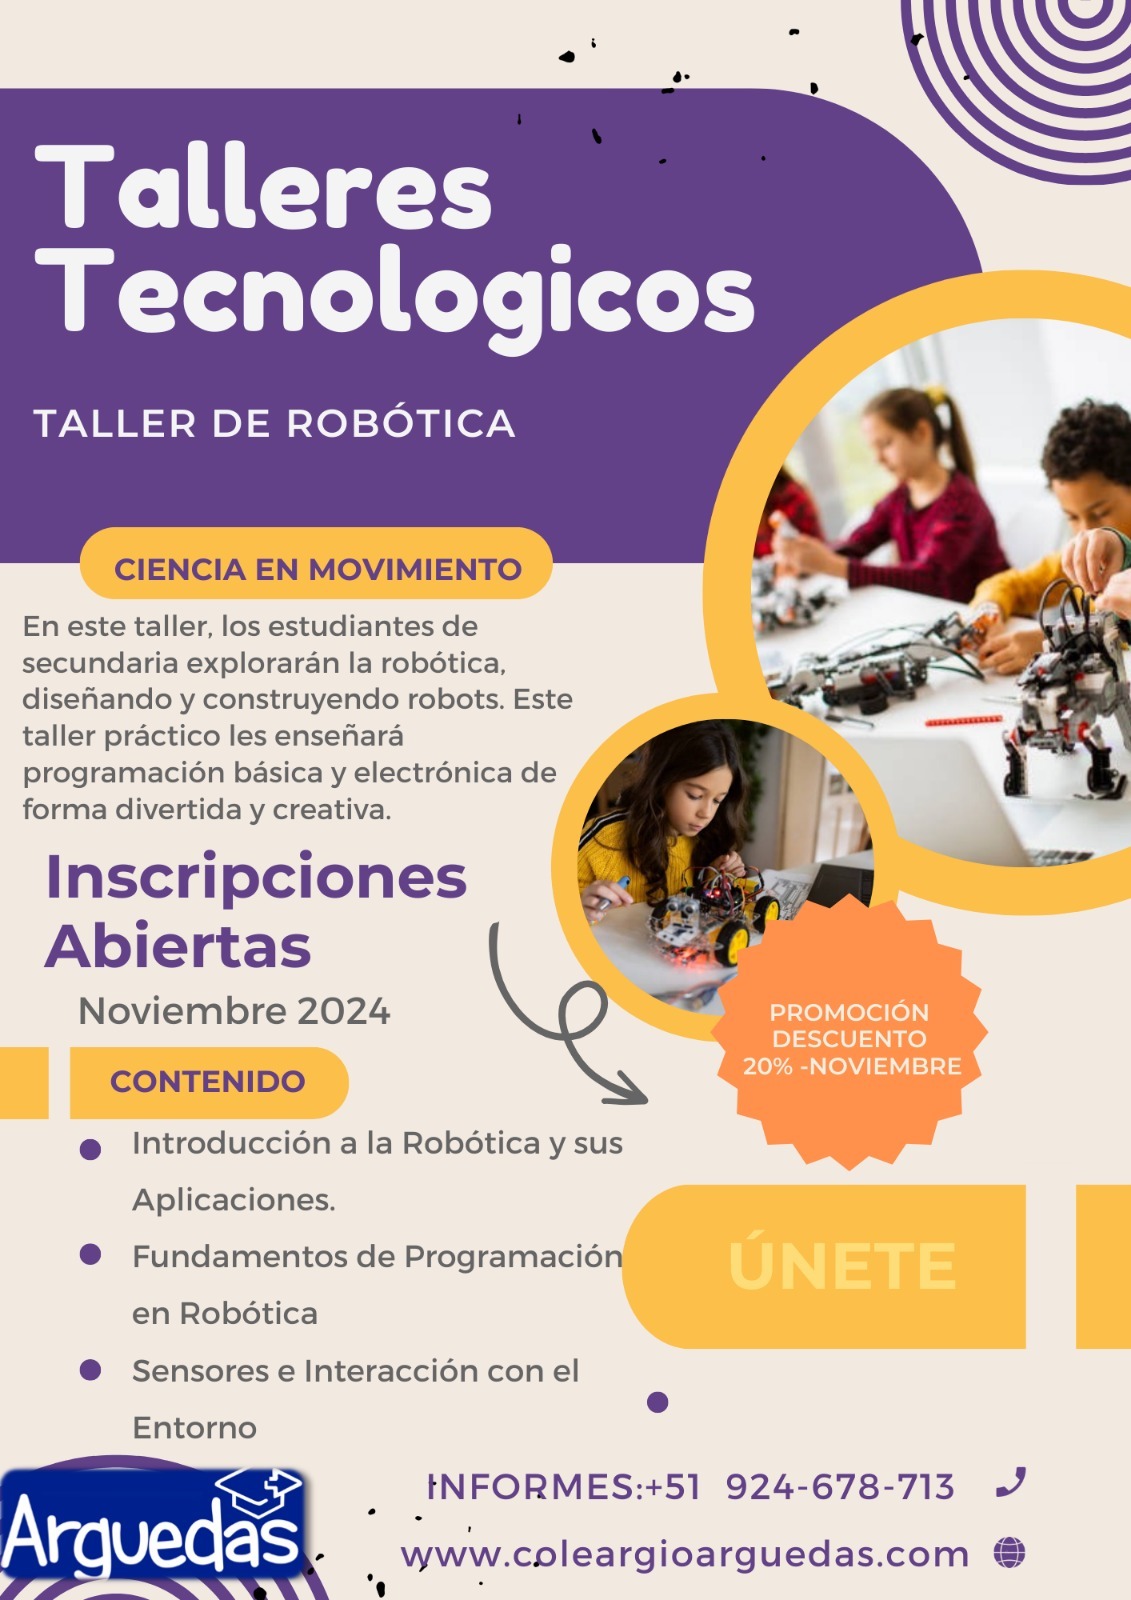 Talleres
Tecnologicos
TALLER DE ROBÓTICA
CIENCIA EN MOVIMIENTO
En este taller, los estudiantes de
secundaria explorarán la robótica,
diseñando y construyendo robots. Este
taller práctico les enseñará
programación básica y electrónica de
forma divertida y creativa.
Inscripciones
Abiertas
Noviembre 2024
PROMOCIÓN
DESCUENTO
20% -NOVIEMBRE
CONTENIDO
Introducción a la Robótica y sus
Aplicaciones.
Fundamentos de Programación
en Robótica
Sensores e Interacción con el
Entorno
ÚNETE
INFORMES:+51 924-678-713
www.coleargioarguedas.com
Arguedas